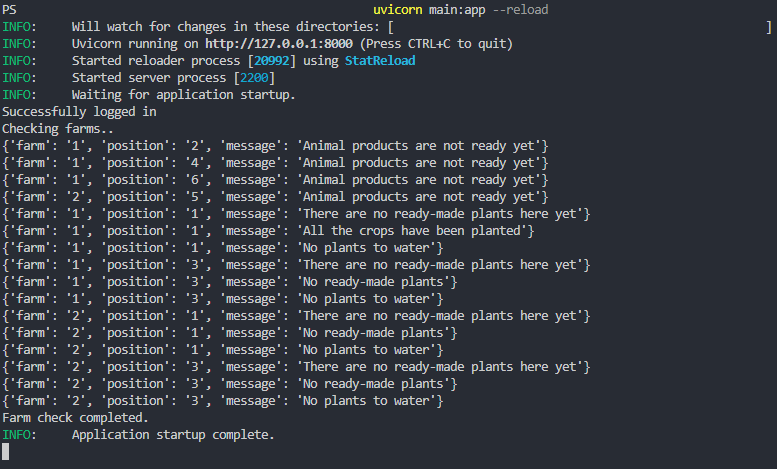 PS uvicorn main:app --reload
INFO: Will watch for changes in these directories: [ ]
INFO: Uvicorn running on http://127.0.0.1:8000 (Press CTRL+C to quit)
INFO: Started reloader process [20992] using StatReload
INFO: Started server process [2200]
INFO: Waiting for application startup.
Successfully logged in
Checking farms..
{'farm': '1', 'position': '2', 'message': 'Animal products are not ready yet'}
{'farm': '1', 'position': '4', 'message': 'Animal products are not ready yet'}
{'farm': '1', 'position': '6', 'message': 'Animal products are not ready yet'}
{'farm': '2', 'position': '5', 'message': 'Animal products are not ready yet'}
{'farm': '1', 'position': '1', 'message': 'There are no ready-made plants here yet'}
{'farm': '1', 'position': '1', 'message': 'All the crops have been planted'}
{'farm': '1', 'position': '1', 'message': 'No plants to water'}
{'farm': '1', 'position': '3', 'message': 'There are no ready-made plants here yet'}
{'farm': '1', 'position': '3', 'message': 'No ready-made plants'}
{'farm': '1', 'position': '3', 'message': 'No plants to water'}
{'farm': '2', 'position': '1', 'message': 'There are no ready-made plants here yet'}
{'farm': '2', 'position': '1', 'message': 'No ready-made plants'}
{'farm': '2', 'position': '1', 'message': 'No plants to water'}
{'farm': '2', 'position': '3', 'message': 'There are no ready-made plants here yet'}
{'farm': '2', 'position': '3', 'message': 'No ready-made plants'}
{'farm': '2', 'position': '3', 'message': 'No plants to water'}
Farm check completed.
INFO: Application startup complete.